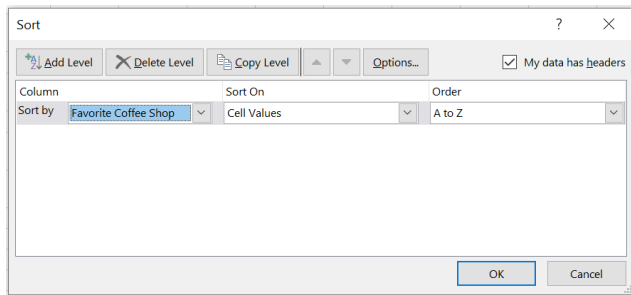 Sort ?
Add Level Delete Level Copy Level Options... My data has headers
Column Sort On Order
Sort by Favorite Coffee Shop Cell Values A to Z
OK Cancel